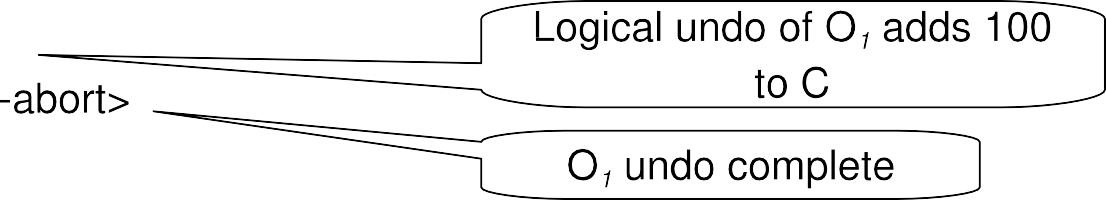 Logical undo of O1 adds 100
to C
-abort>
O1 undo complete